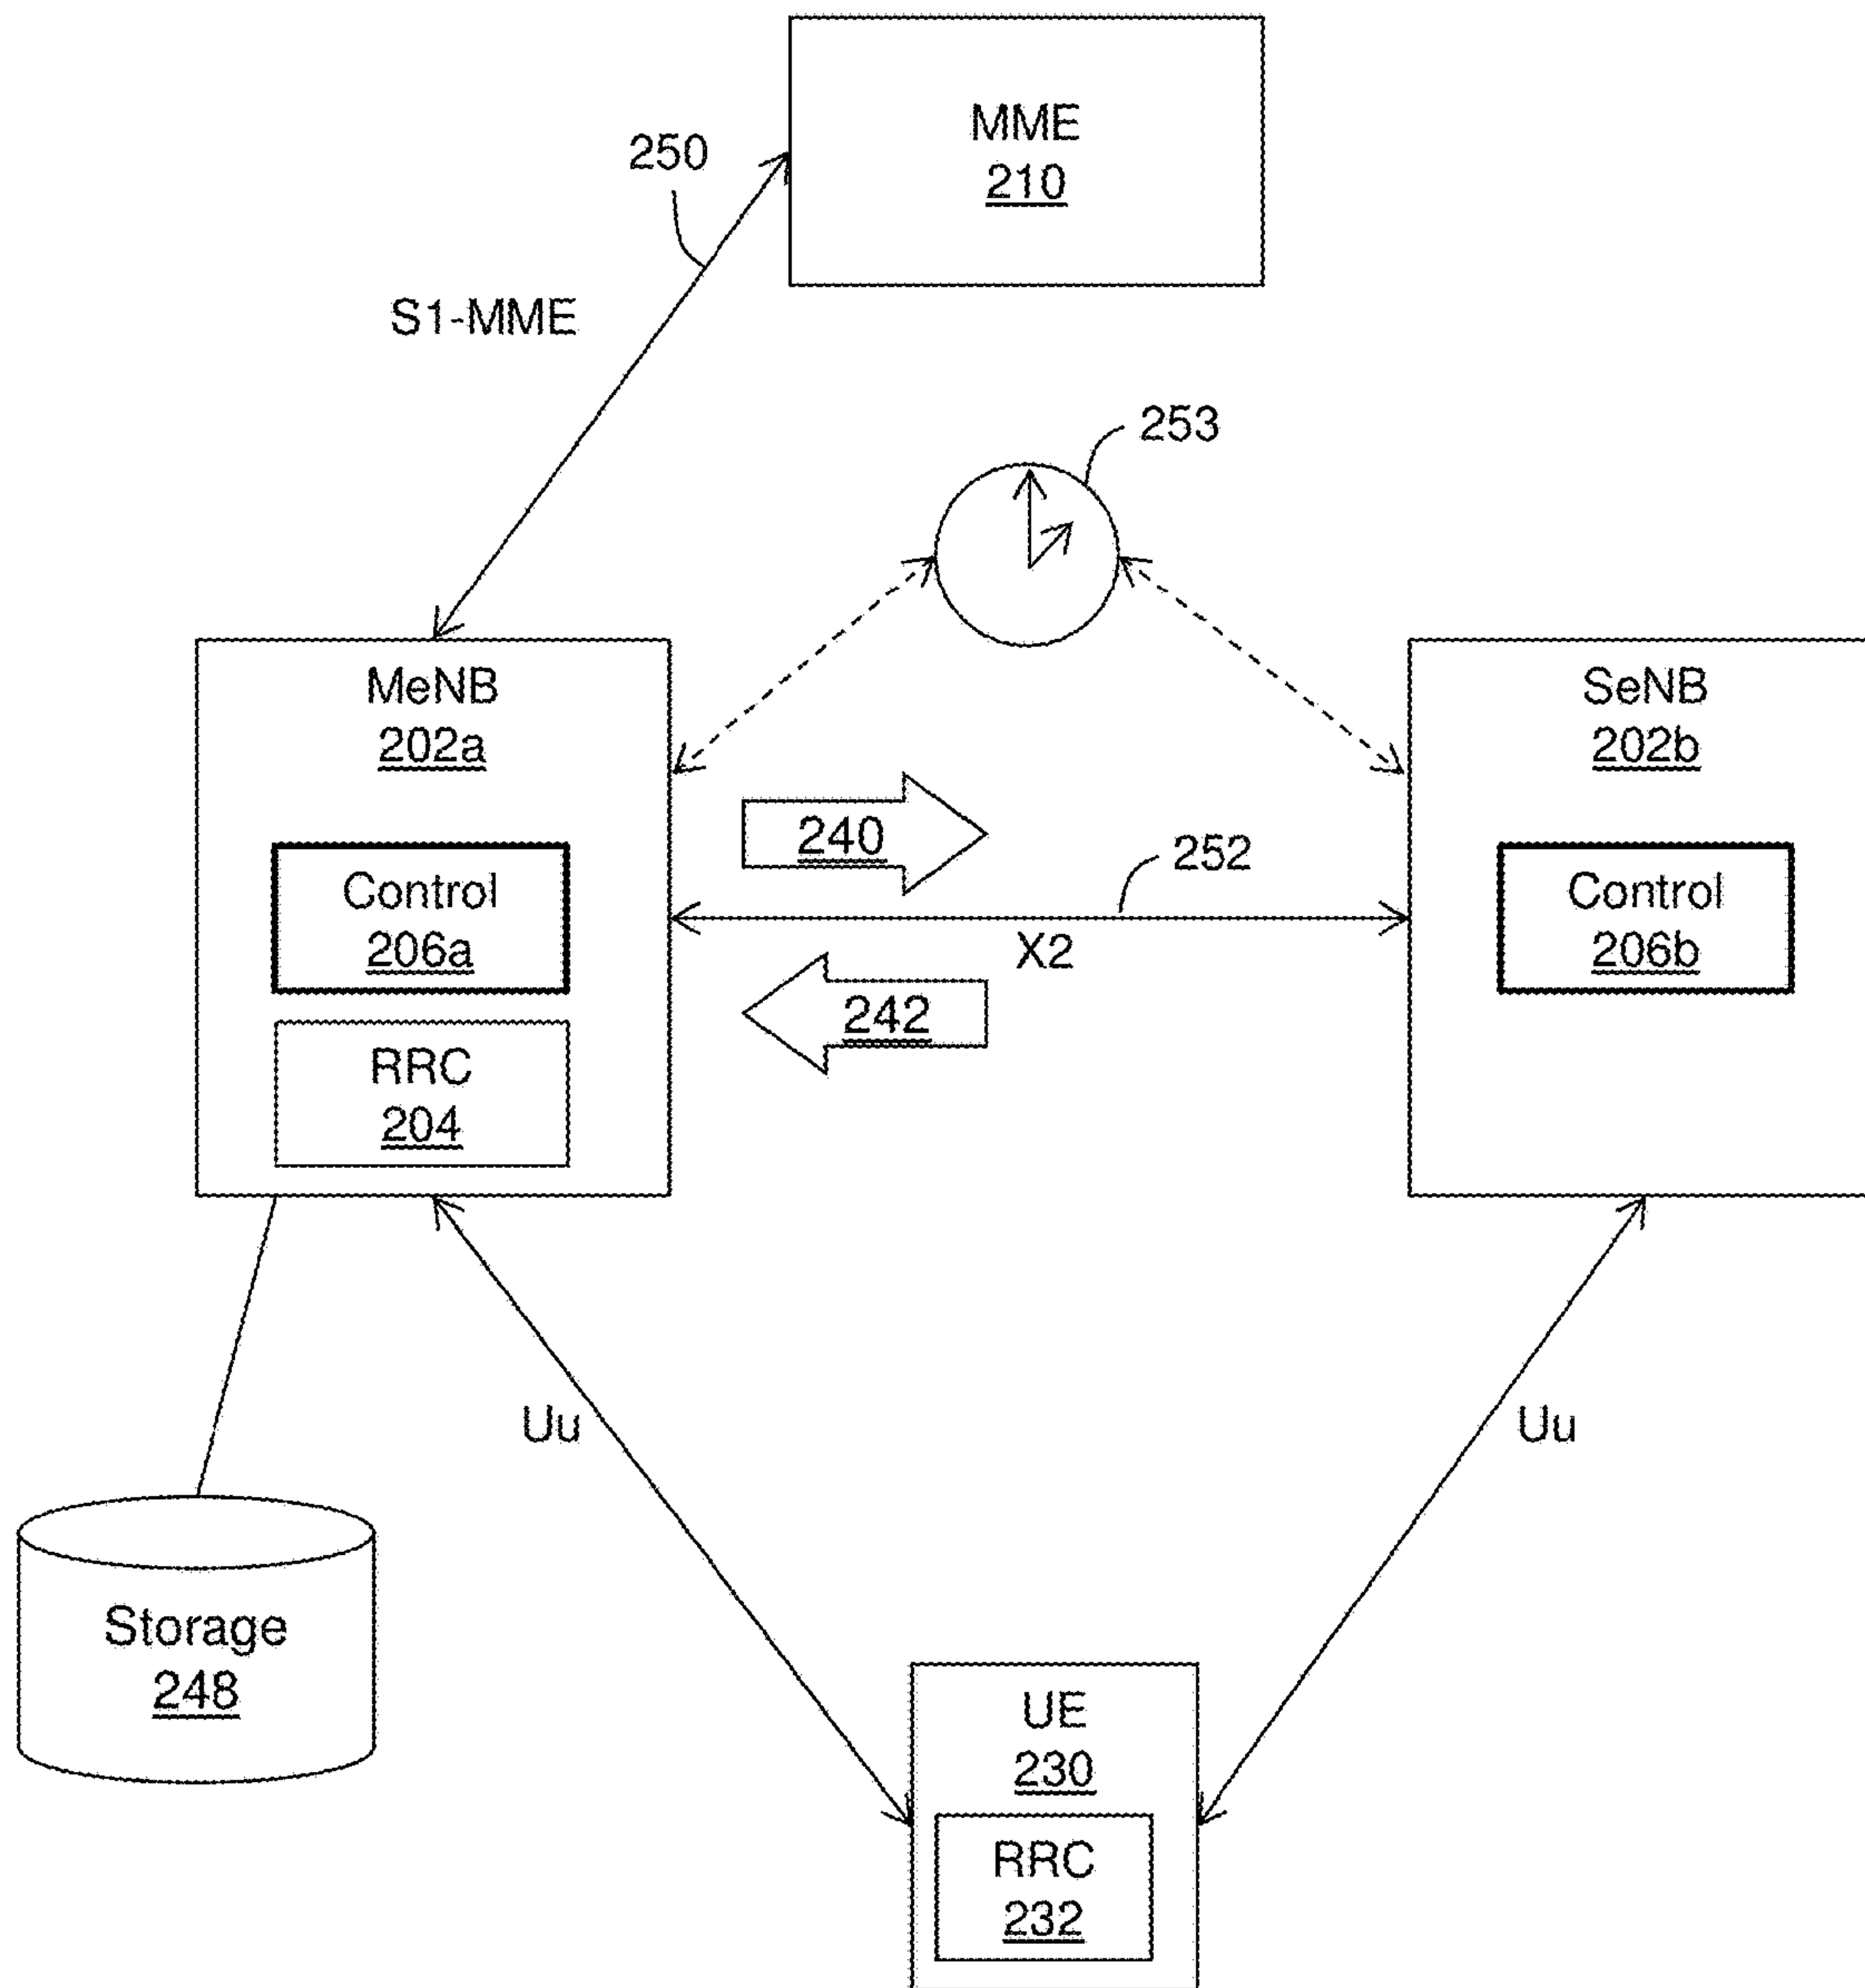 MME
210
250
S1-MME
253
MeNB
202a
SeNB
202b
240
252
Control
206a
X2
Control
206b
242
RRC
204
Uu
Uu
Storage
248
UE
230
RRC
232